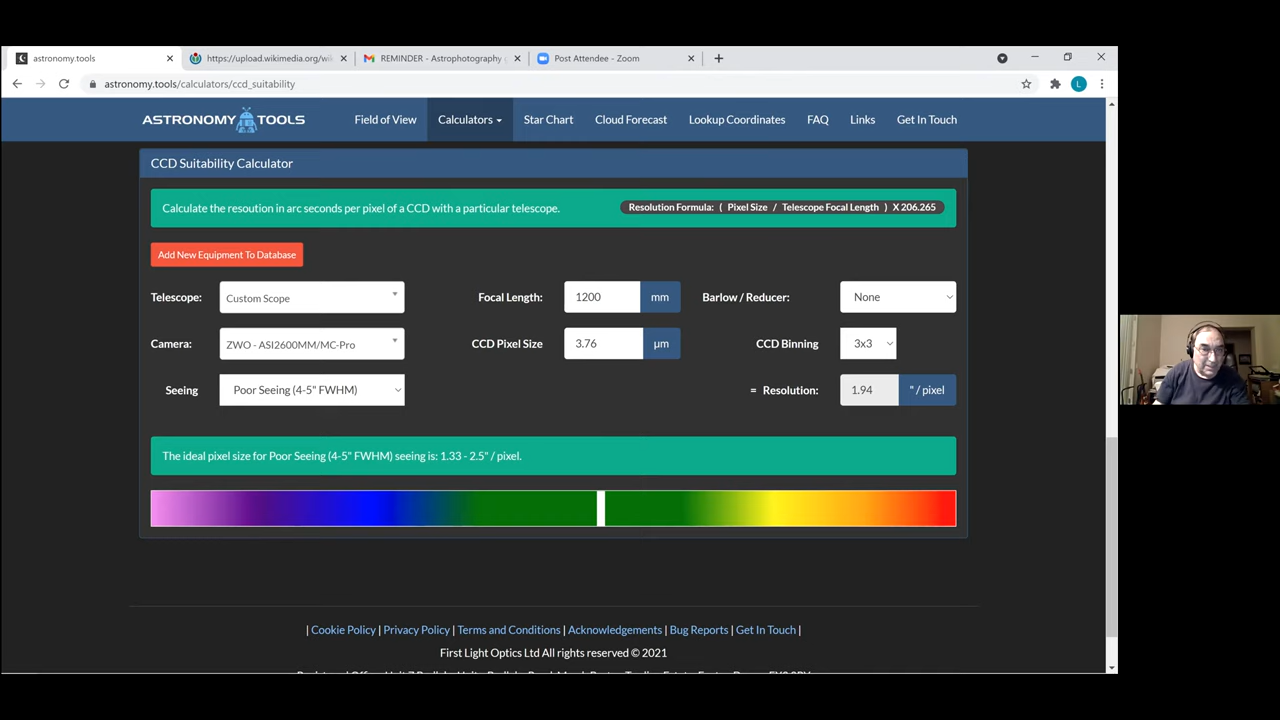 astronomy.tools
https://upload.wikimedia.org/wi
REMINDER - Astrophotography
Post Attendee - Zoom
astronomy.tools/calculators/ccd_suitability
L
ASTRONOMY TOOLS
Field of View
Calculators
Star Chart
Cloud Forecast
Lookup Coordinates
FAQ
Links
Get In Touch
CCD Suitability Calculator
Calculate the resoution in arc seconds per pixel of a CCD with a particular telescope.
Resolution Formula: ( Pixel Size / Telescope Focal Length ) X 206.265
Add New Equipment To Database
Telescope: Custom Scope Focal Length: 1200 mm Barlow / Reducer: None
Camera: ZWO - ASI2600MM/MC-Pro CCD Pixel Size 3.76 µm CCD Binning 3x3
Seeing Poor Seeing (4-5" FWHM) = Resolution: 1.94 " / pixel
The ideal pixel size for Poor Seeing (4-5" FWHM) seeing is: 1.33 - 2.5" / pixel.
| Cookie Policy | Privacy Policy | Terms and Conditions | Acknowledgements | Bug Reports | Get In Touch |
First Light Optics Ltd All rights reserved © 2021